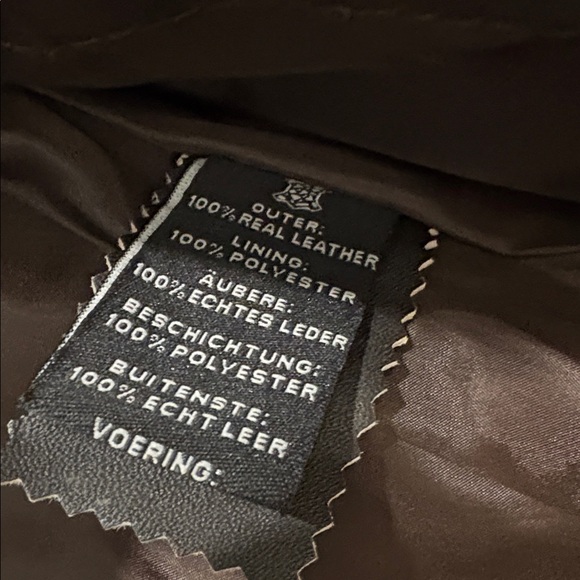 OUTER:
100% REAL LEATHER
LINING:
100% POLYESTER
ÄUBERE:
100% ECHTES LEDER
BESCHICHTUNG:
100% POLYESTER
BUITENSTE:
100% ECHT LEER
VOERING: